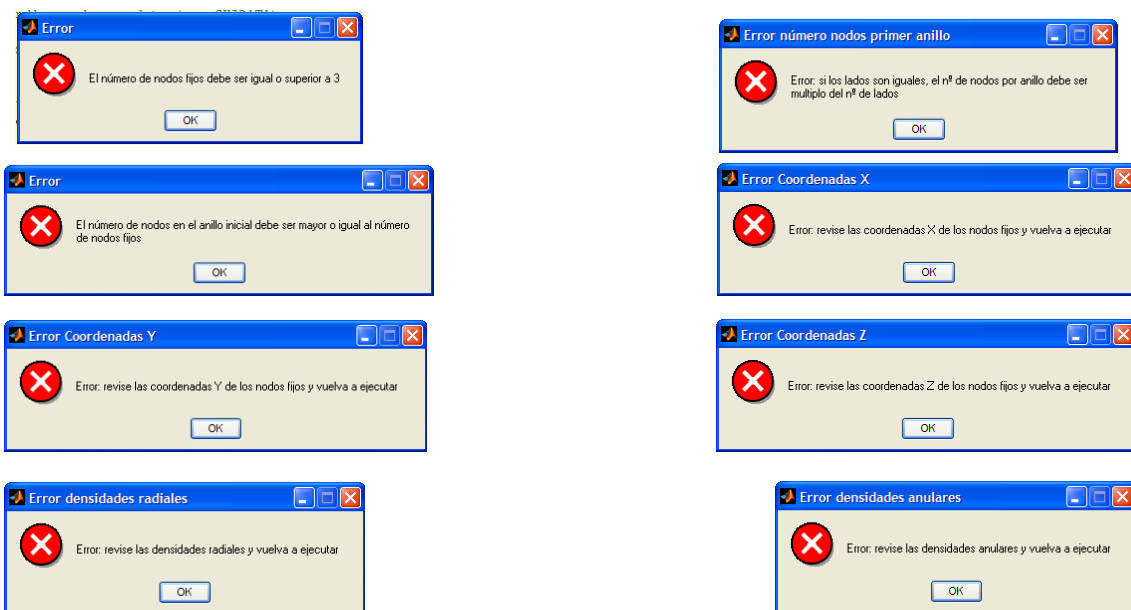 Error
El número de nodos fijos debe ser igual o superior a 3
OK
Error número nodos primer anillo
Error: si los lados son iguales, el nº de nodos por anillo debe ser
multiplo del nº de lados
OK
Error
El número de nodos en el anillo inicial debe ser mayor o igual al número
de nodos fijos
OK
Error Coordenadas X
Error: revise las coordenadas X de los nodos fijos y vuelva a ejecutar
OK
Error Coordenadas Y
Error: revise las coordenadas Y de los nodos fijos y vuelva a ejecutar
OK
Error Coordenadas Z
Error: revise las coordenadas Z de los nodos fijos y vuelva a ejecutar
OK
Error densidades radiales
Error: revise las densidades radiales y vuelva a ejecutar
OK
Error densidades anulares
Error: revise las densidades anulares y vuelva a ejecutar
OK